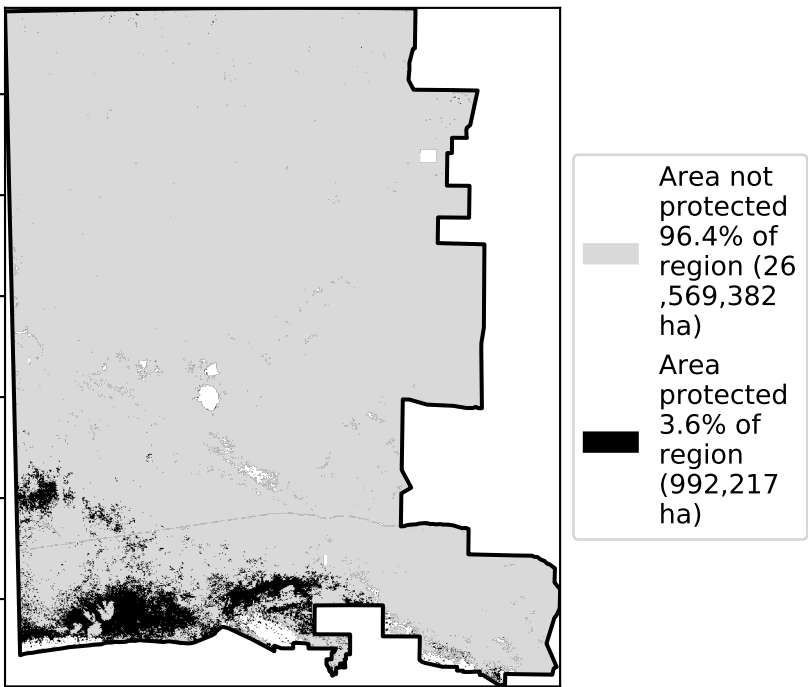 Area not
protected
96.4% of
region (26
,569,382
ha)
Area
protected
3.6% of
region
(992,217
ha)